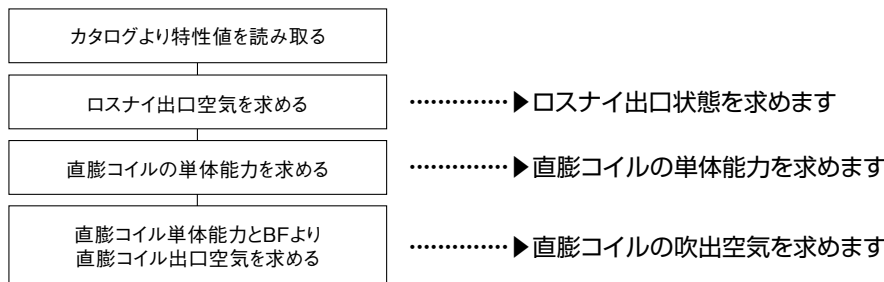 カタログより特性値を読み取る
ロスナイ出口空気を求める
…………… ▶ロスナイ出口状態を求めます
直膨コイルの単体能力を求める
…………… ▶直膨コイルの単体能力を求めます
直膨コイル単体能力とBFより
直膨コイル出口空気を求める
…………… ▶直膨コイルの吹出空気を求めます